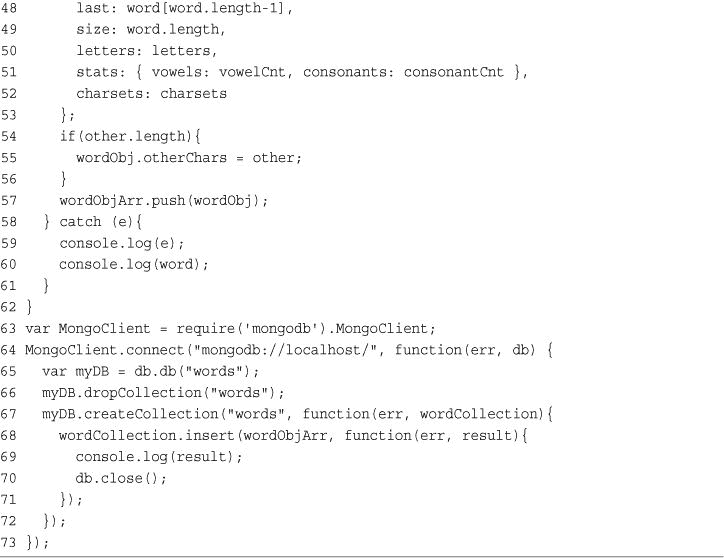 48       last: word[word.length-1],
49       size: word.length,
50       letters: letters,
51       stats: { vowels: vowelCnt, consonants: consonantCnt },
52       charsets: charsets
53     };
54     if(other.length){
55       wordObj.otherChars = other;
56     }
57     wordObjArr.push(wordObj);
58   } catch (e){
59     console.log(e);
60     console.log(word);
61   }
62 }
63 var MongoClient = require('mongodb').MongoClient;
64 MongoClient.connect("mongodb://localhost/", function(err, db) {
65   var myDB = db.db("words");
66   myDB.dropCollection("words");
67   myDB.createCollection("words", function(err, wordCollection){
68     wordCollection.insert(wordObjArr, function(err, result){
69       console.log(result);
70       db.close();
71     });
72   });
73 });